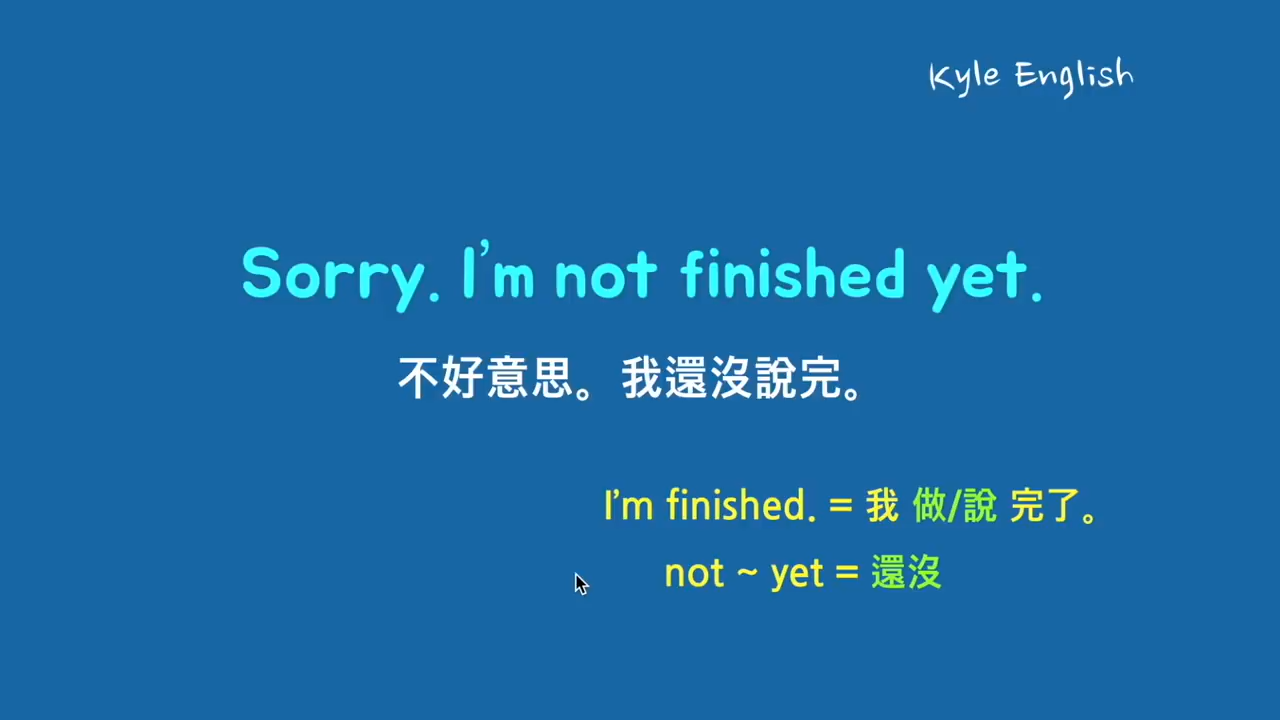 Kyle English
Sorry. I'm not finished yet.
不好意思。我還沒說完。
I'm finished. = 我 做/說 完了。
not ~ yet = 還沒